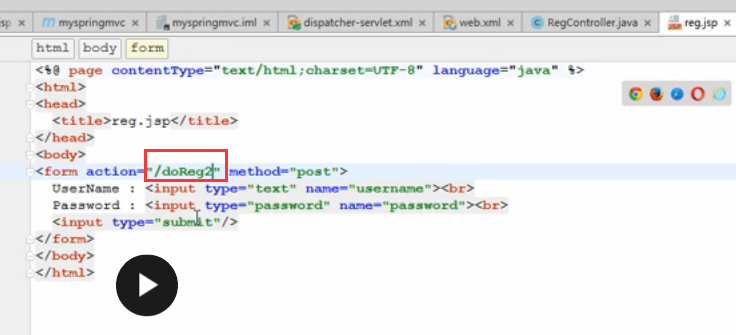 sp × myspringmvc × myspringmvc.iml × dispatcher-servlet.xml × web.xml × RegController.java × reg.jsp ×
html body form
<%@ page contentType="text/html;charset=UTF-8" language="java" %>
<html>
<head>
<title>reg.jsp</title>
</head>
<body>
<form action="/doReg2" method="post">
UserName : <input type="text" name="username"><br>
Password : <input type="password" name="password"><br>
<input type="submit"/>
</form>
</body>
</html>